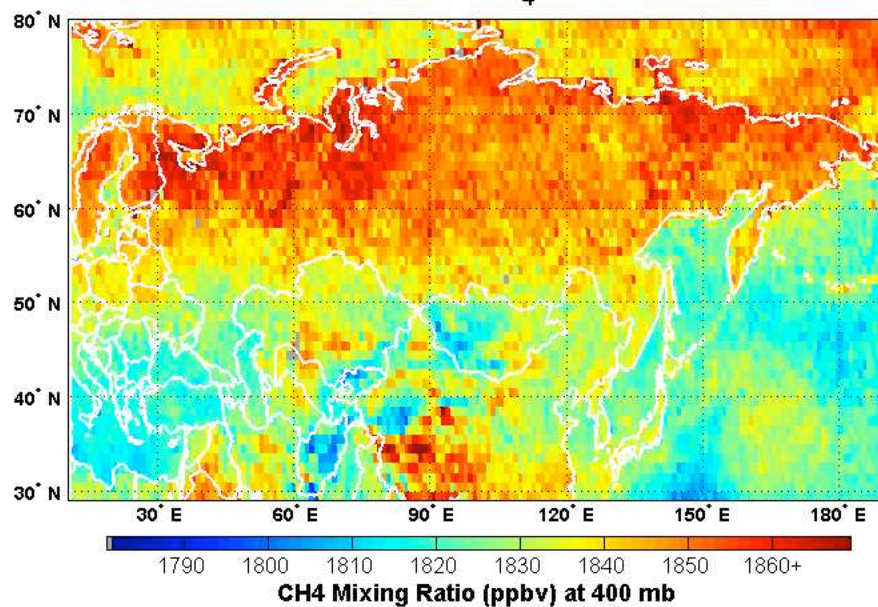 4
80° N
70° N
60° N
50° N
40° N
30° N
30° E 60° E 90° E 120° E 150° E 180° E
1790 1800 1810 1820 1830 1840 1850 1860+
CH4 Mixing Ratio (ppbv) at 400 mb